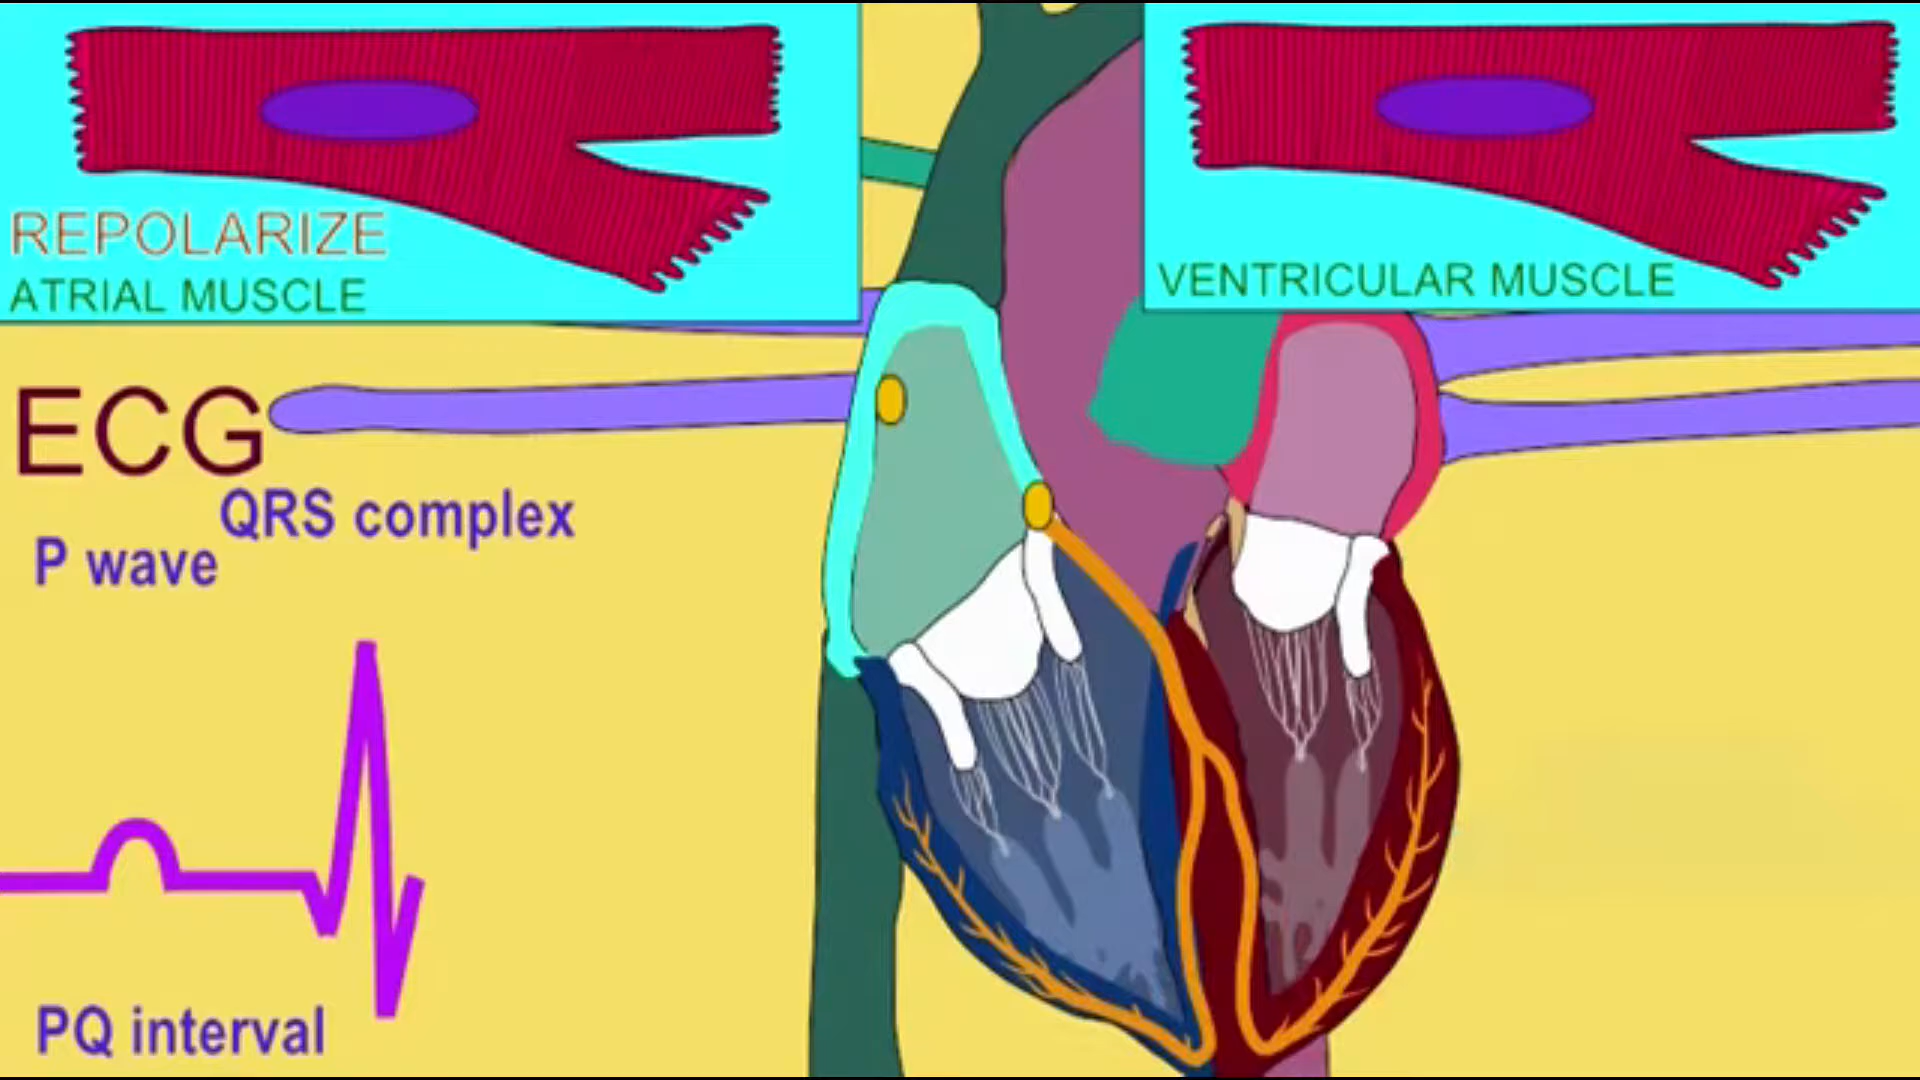 REPOLARIZE
ATRIAL MUSCLE
VENTRICULAR MUSCLE
ECG
QRS complex
P wave
PQ interval